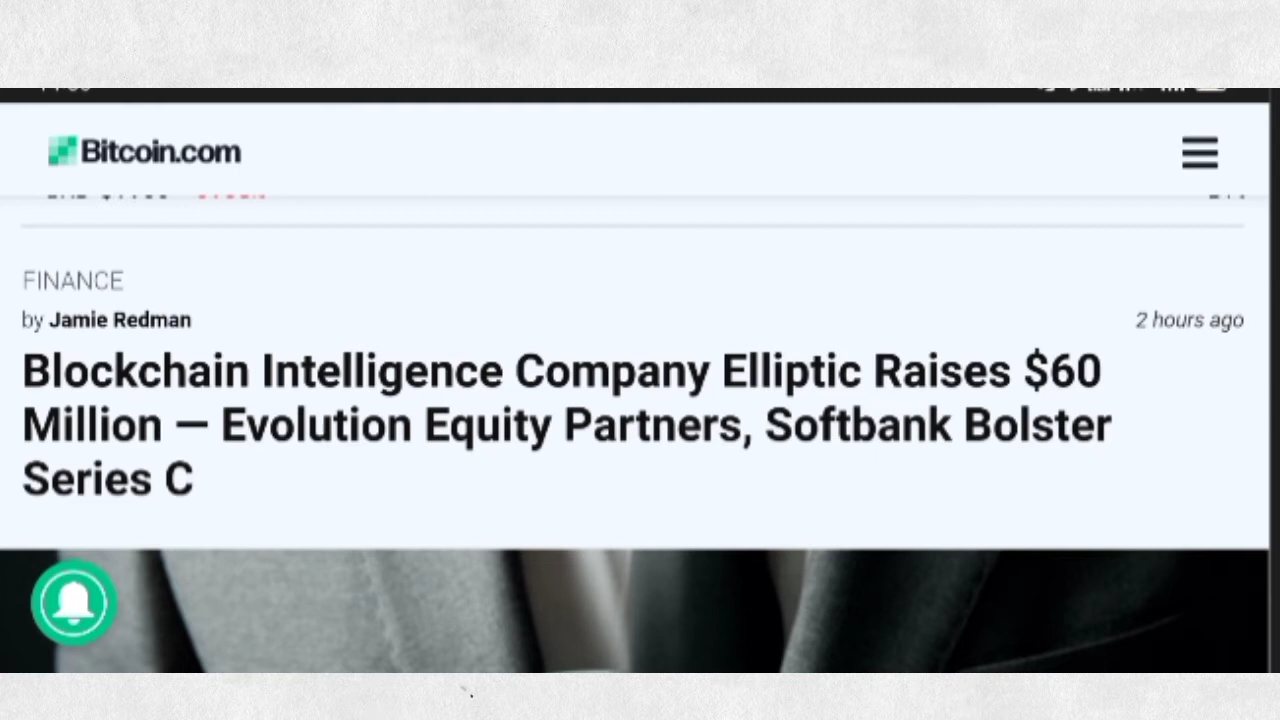 Bitcoin.com
FINANCE
by Jamie Redman
2 hours ago
Blockchain Intelligence Company Elliptic Raises $60
Million — Evolution Equity Partners, Softbank Bolster
Series C